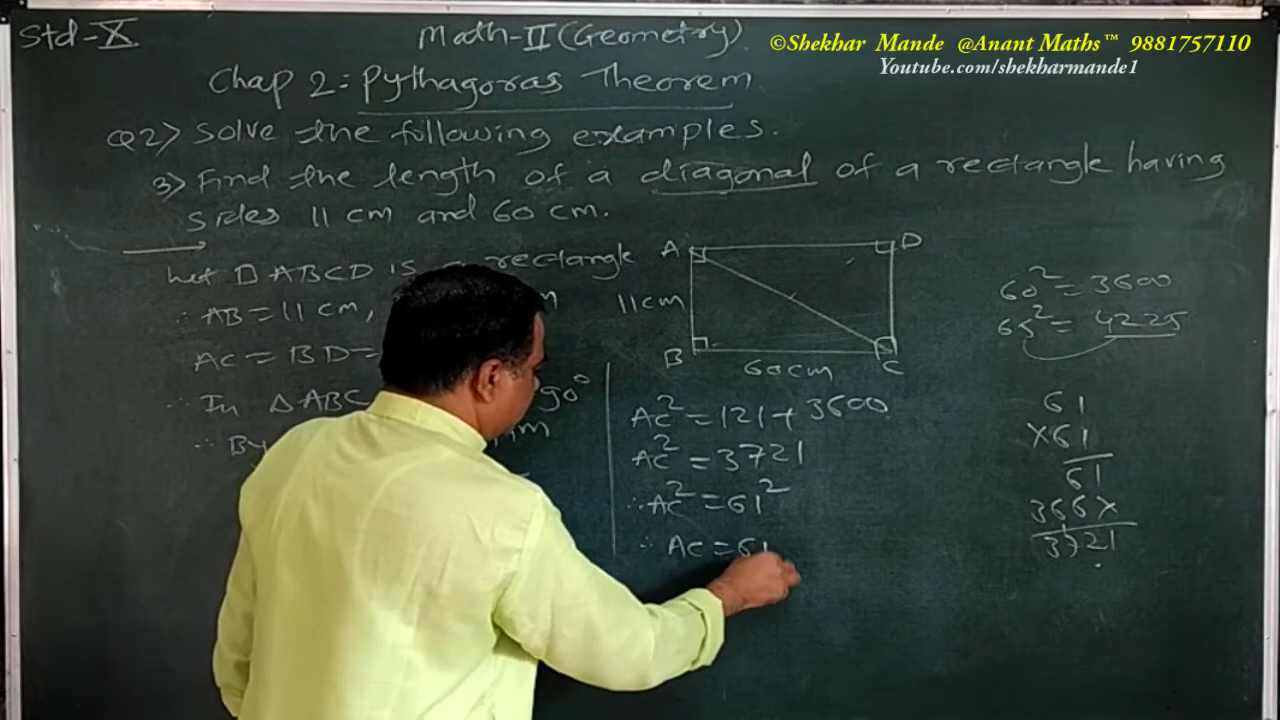 Std-X
Math-II (Geometry)
©Shekhar Mande @Anant Maths™ 9881757110
Youtube.com/shekharmande1
Chap 2: Pythagoras Theorem
Q2> Solve the following examples.
3> Find the length of a diagonal of a rectangle having
sides 11 cm and 60 cm.
Let □ ABCD is a rectangle
∴ AB = 11 cm,
AC = BD =
∴ In △ ABC 90°
∴ By
A
D
11cm
B
60cm
C
AC² = 121 + 3600
AC² = 3721
∴ AC² = 61²
∴ AC = 61
60² = 3600
65² = 4225
61
×61
61
366×
3721